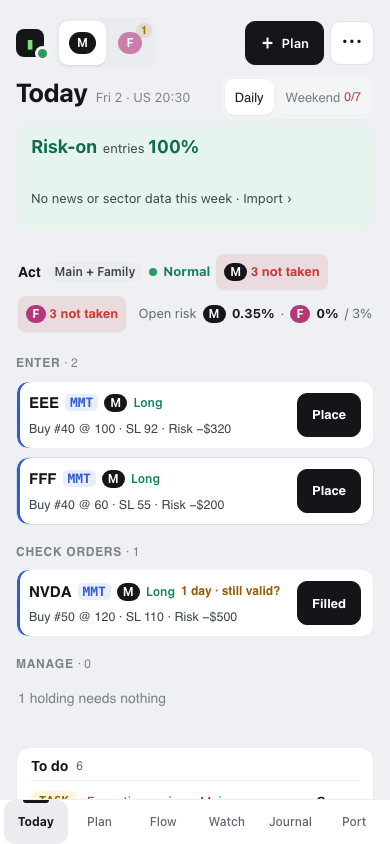 M F 1 + Plan ···
Today Fri 2 · US 20:30 Daily Weekend 0/7
Risk-on entries 100%
No news or sector data this week · Import ›
Act Main + Family Normal M 3 not taken
F 3 not taken Open risk M 0.35% · F 0% / 3%
ENTER · 2
EEE MMT M Long
Buy #40 @ 100 · SL 92 · Risk −$320
Place
FFF MMT M Long
Buy #40 @ 60 · SL 55 · Risk −$200
Place
CHECK ORDERS · 1
NVDA MMT M Long 1 day · still valid?
Buy #50 @ 120 · SL 110 · Risk −$500
Filled
MANAGE · 0
1 holding needs nothing
To do 6
TASK
Today Plan Flow Watch Journal Port